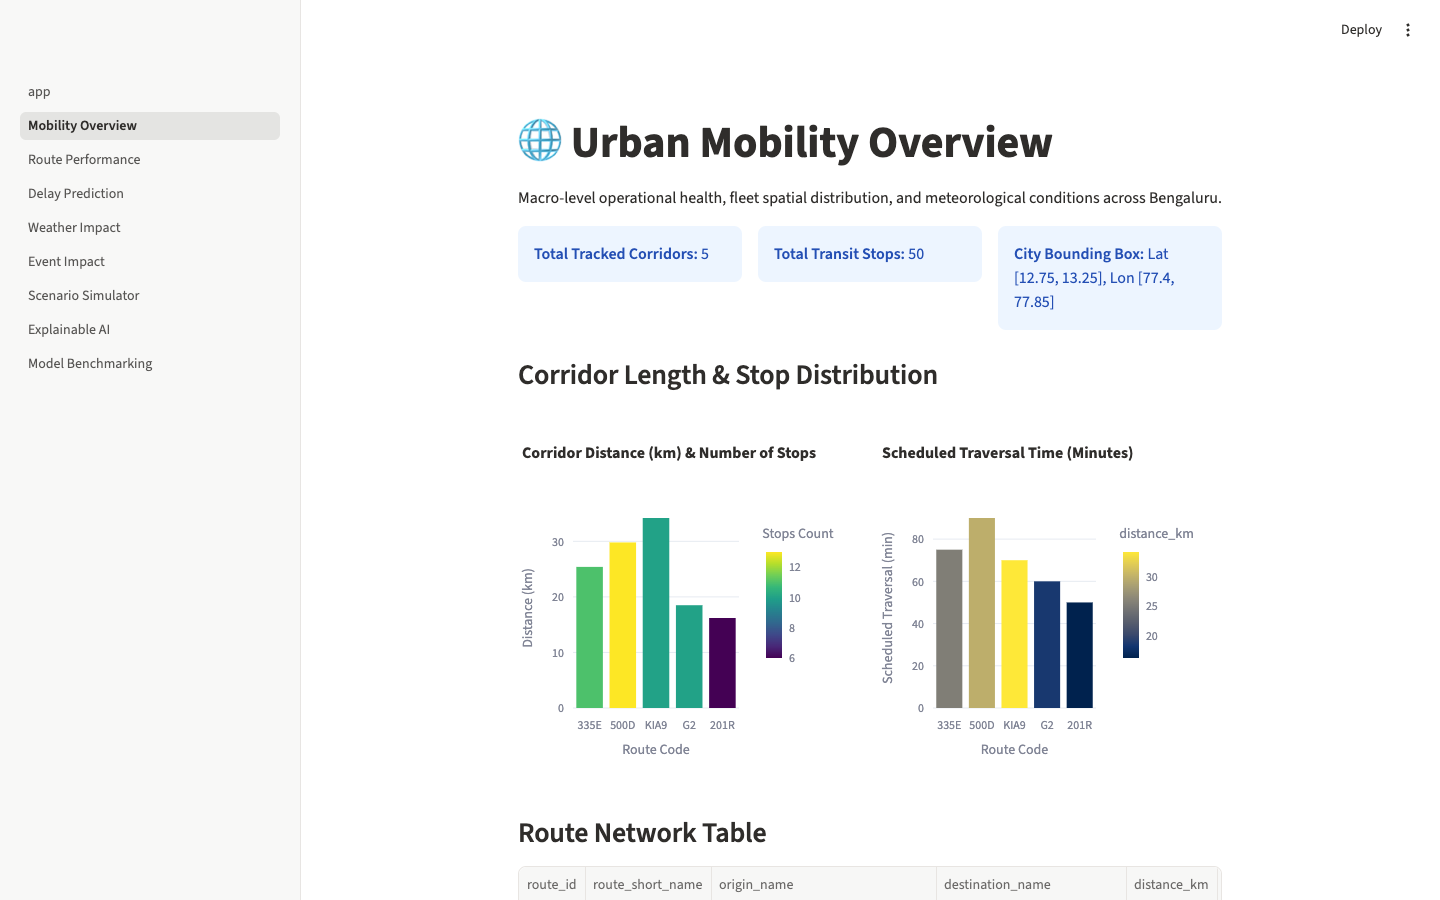 Deploy
app
Mobility Overview
Route Performance
Delay Prediction
Weather Impact
Event Impact
Scenario Simulator
Explainable AI
Model Benchmarking
Urban Mobility Overview
Macro-level operational health, fleet spatial distribution, and meteorological conditions across Bengaluru.
Total Tracked Corridors: 5
Total Transit Stops: 50
City Bounding Box: Lat
[12.75, 13.25], Lon [77.4,
77.85]
Corridor Length & Stop Distribution
Corridor Distance (km) & Number of Stops
Stops Count
12
10
8
6
30
20
10
0
Distance (km)
335E 500D KIA9 G2 201R
Route Code
Scheduled Traversal Time (Minutes)
distance_km
30
25
20
80
60
40
20
0
Scheduled Traversal (min)
335E 500D KIA9 G2 201R
Route Code
Route Network Table
route_id route_short_name origin_name destination_name distance_km